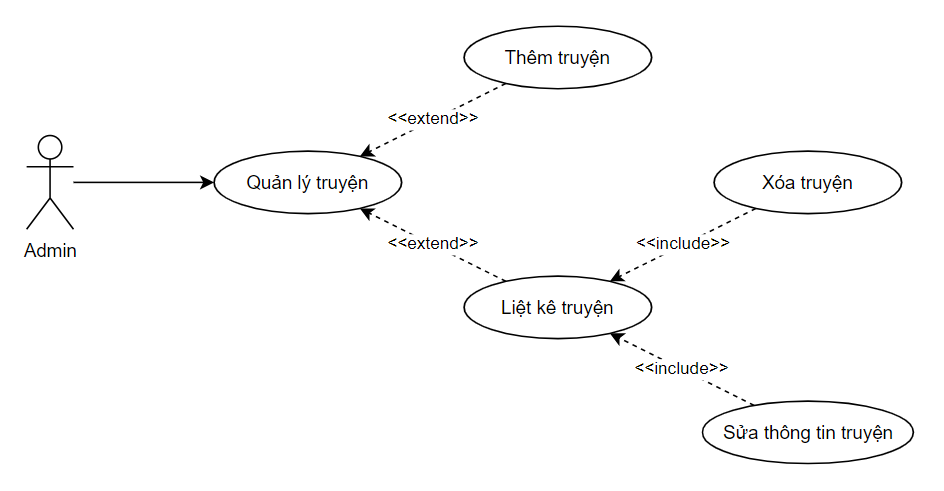 Thêm truyện
<<extend>>
Quản lý truyện
Xóa truyện
Admin
<<extend>>
<<include>>
Liệt kê truyện
<<include>>
Sửa thông tin truyện